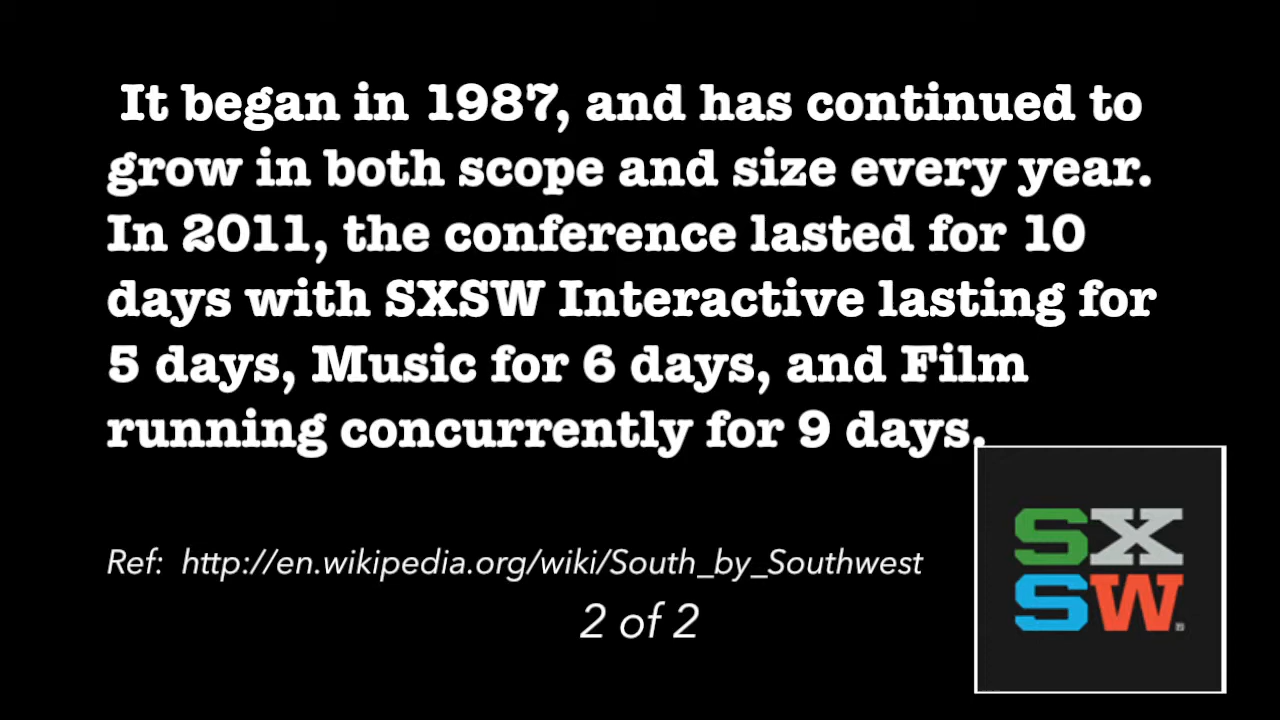 It began in 1987, and has continued to
grow in both scope and size every year.
In 2011, the conference lasted for 10
days with SXSW Interactive lasting for
5 days, Music for 6 days, and Film
running concurrently for 9 days.
SX
SW
Ref: http://en.wikipedia.org/wiki/South_by_Southwest
2 of 2